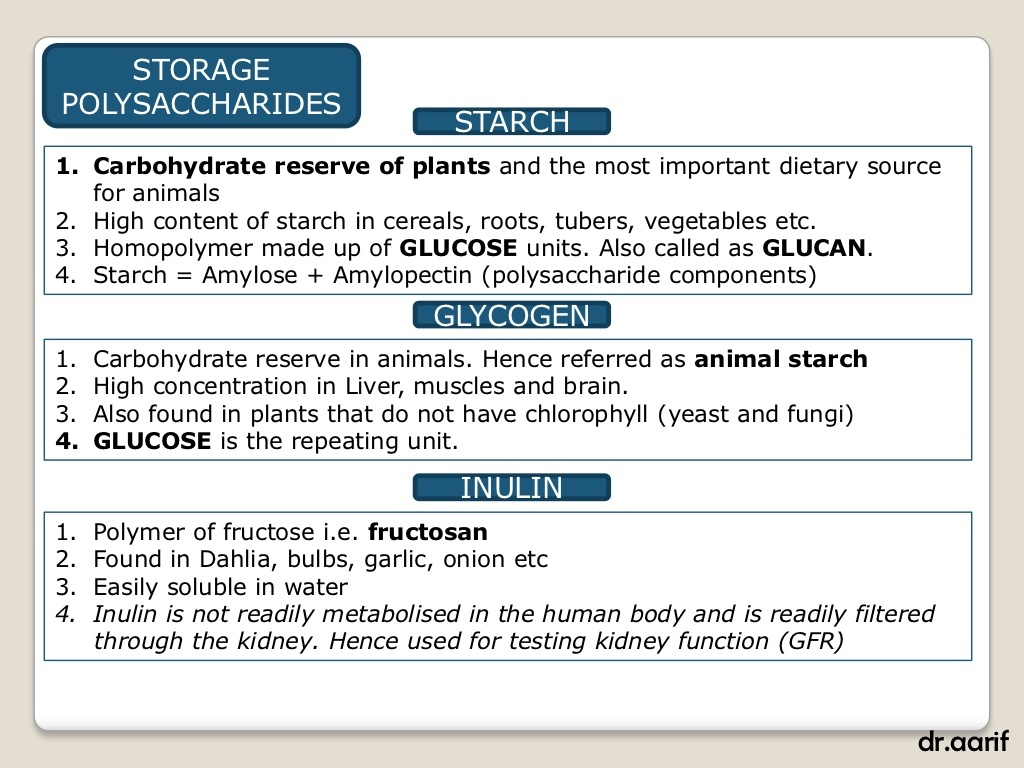 STORAGE
POLYSACCHARIDES
STARCH
1. Carbohydrate reserve of plants and the most important dietary source
for animals
2. High content of starch in cereals, roots, tubers, vegetables etc.
3. Homopolymer made up of GLUCOSE units. Also called as GLUCAN.
4. Starch = Amylose + Amylopectin (polysaccharide components)
GLYCOGEN
1. Carbohydrate reserve in animals. Hence referred as animal starch
2. High concentration in Liver, muscles and brain.
3. Also found in plants that do not have chlorophyll (yeast and fungi)
4. GLUCOSE is the repeating unit.
INULIN
1. Polymer of fructose i.e. fructosan
2. Found in Dahlia, bulbs, garlic, onion etc
3. Easily soluble in water
4. Inulin is not readily metabolised in the human body and is readily filtered
through the kidney. Hence used for testing kidney function (GFR)
dr.aarif